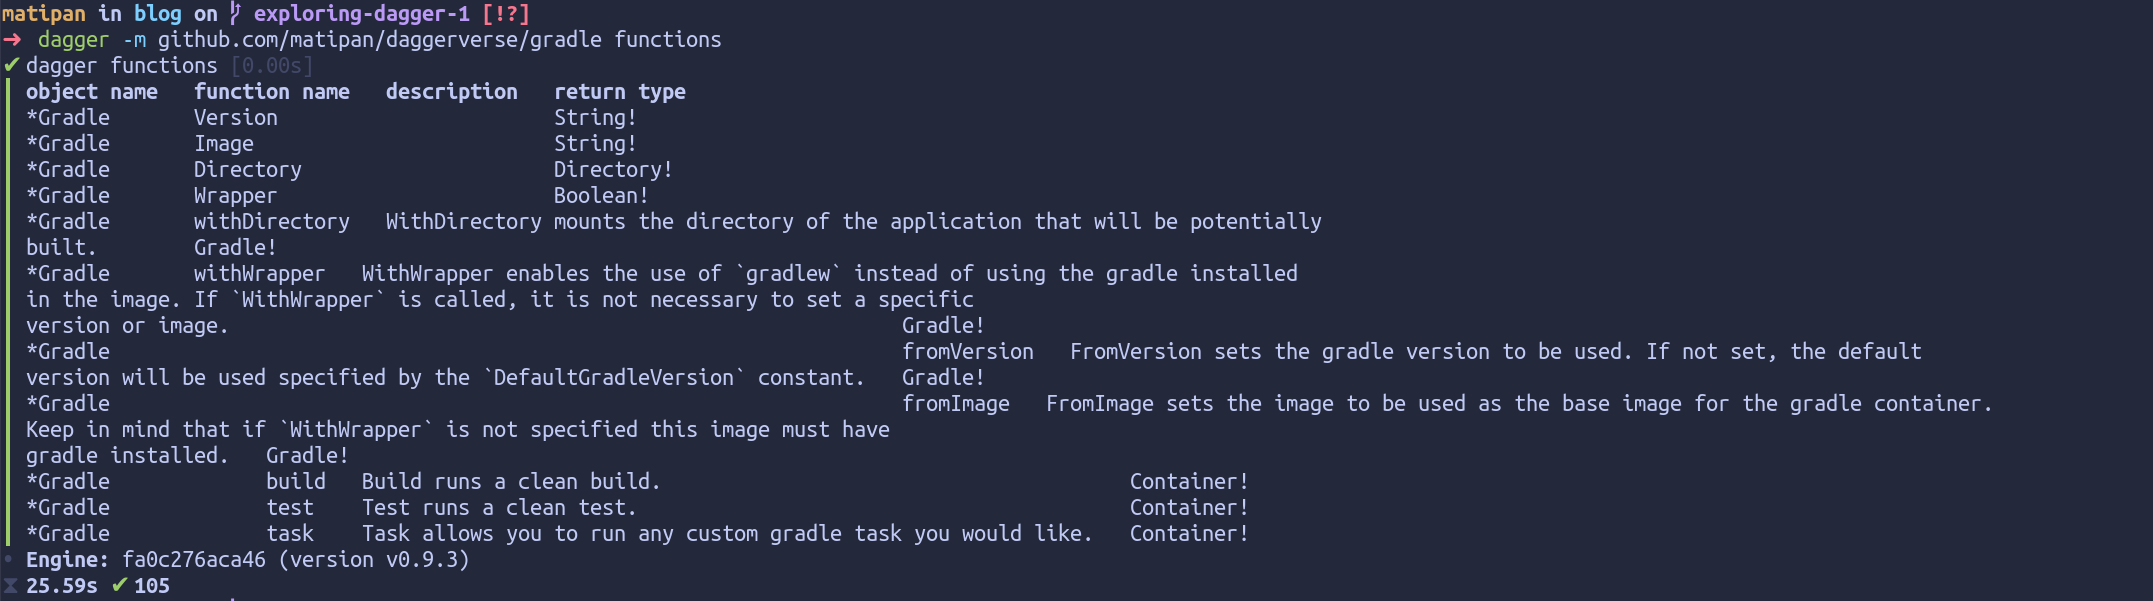 matipan in blog on exploring-dagger-1 [!?]
➜ dagger -m github.com/matipan/daggerverse/gradle functions
✔ dagger functions [0.00s]
object name function name description return type
*Gradle Version String!
*Gradle Image String!
*Gradle Directory Directory!
*Gradle Wrapper Boolean!
*Gradle withDirectory WithDirectory mounts the directory of the application that will be potentially
built. Gradle!
*Gradle withWrapper WithWrapper enables the use of `gradlew` instead of using the gradle installed
in the image. If `WithWrapper` is called, it is not necessary to set a specific
version or image. Gradle!
*Gradle fromVersion FromVersion sets the gradle version to be used. If not set, the default
version will be used specified by the `DefaultGradleVersion` constant. Gradle!
*Gradle fromImage FromImage sets the image to be used as the base image for the gradle container.
Keep in mind that if `WithWrapper` is not specified this image must have
gradle installed. Gradle!
*Gradle build Build runs a clean build. Container!
*Gradle test Test runs a clean test. Container!
*Gradle task Task allows you to run any custom gradle task you would like. Container!
• Engine: fa0c276aca46 (version v0.9.3)
⧗ 25.59s ✔ 105